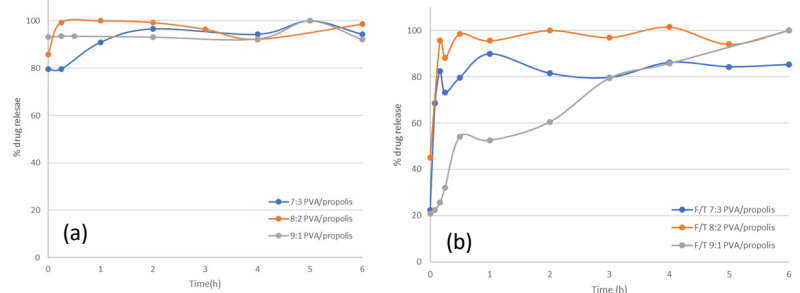 100
80
60
40
20
0
% drug relesae
0
1
2
3
4
5
6
Time(h)
7:3 PVA/propolis
8:2 PVA/propolis
9:1 PVA/propolis
(a)
100
80
60
40
20
0
% drug release
0
1
2
3
4
5
6
Time (h)
F/T 7:3 PVA/propolis
F/T 8:2 PVA/propolis
F/T 9:1 PVA/propolis
(b)